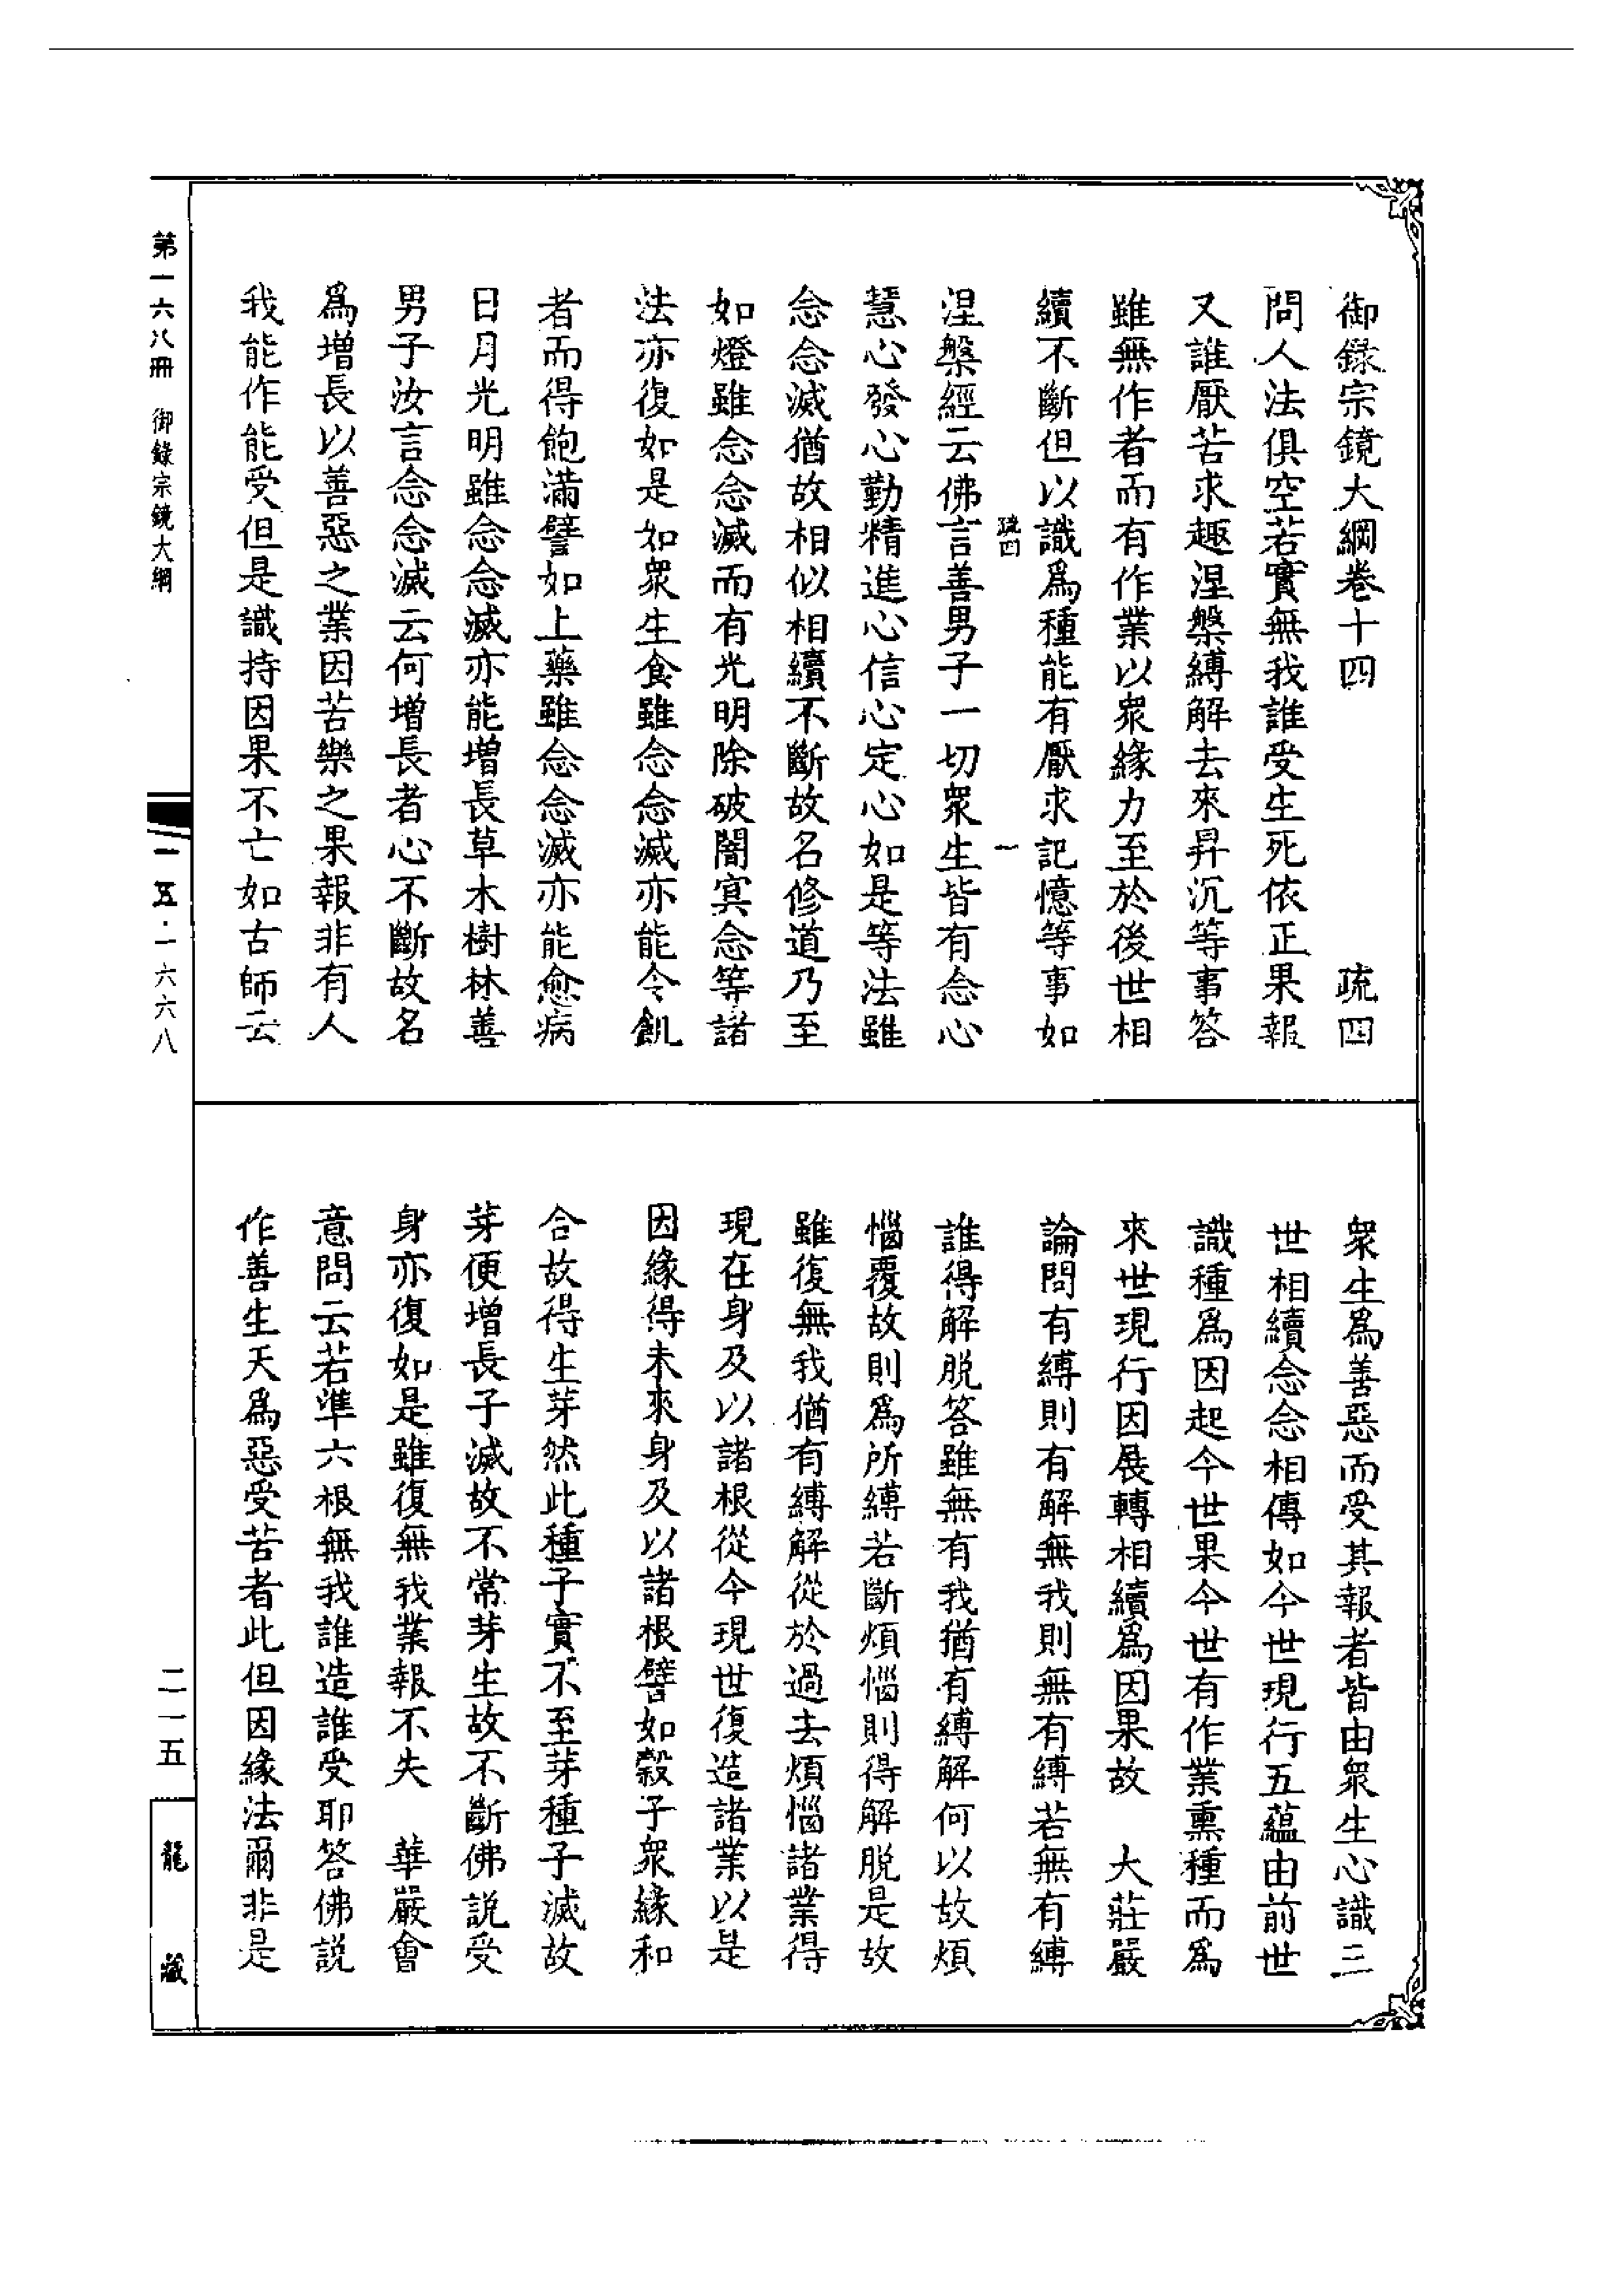 御錄宗鏡大綱卷十四　疏四
問人法俱空若實無我誰受生死依正果報
又誰厭苦求趣涅槃縛解去來昇沉等事答
雖無作者而有作業以衆緣力至於後世相
續不斷但以識爲種能有厭求記憶等事如
疏四　一
涅槃經云佛言善男子一切衆生皆有念心
慧心發心勤精進心信心定心如是等法雖
念念滅猶故相似相續不斷故名修道乃至
如燈雖念念滅而有光明除破闇冥念等諸
法亦復如是如衆生食雖念念滅亦能令飢
者而得飽滿譬如上藥雖念念滅亦能愈病
日月光明雖念念滅亦能增長草木樹林善
男子汝言念念滅云何增長者心不斷故名
爲增長以善惡之業因苦樂之果報非有人
我能作能受但是識持因果不亡如古師云
衆生爲善惡而受其報者皆由衆生心識三
世相續念念相傳如今世現行五蘊由前世
識種爲因起今世果今世有作業熏種而爲
來世現行因展轉相續爲因果故　大莊嚴
論問有縛則有解無我則無有縛若無有縛
誰得解脱答雖無有我猶有縛解何以故煩
惱覆故則爲所縛若斷煩惱則得解脱是故
雖復無我猶有縛解從於過去煩惱諸業得
現在身及以諸根從今現世復造諸業以是
因緣得未來身及以諸根譬如穀子衆緣和
合故得生芽然此種子實不至芽種子滅故
芽便增長子滅故不常芽生故不斷佛説受
身亦復如是雖復無我業報不失　華嚴會
意問云若準六根無我誰造誰受耶答佛説
作善生天爲惡受苦者此但因緣法爾非是
第一六八冊　御錄宗鏡大綱
一五·一六六八
二一五
龍藏